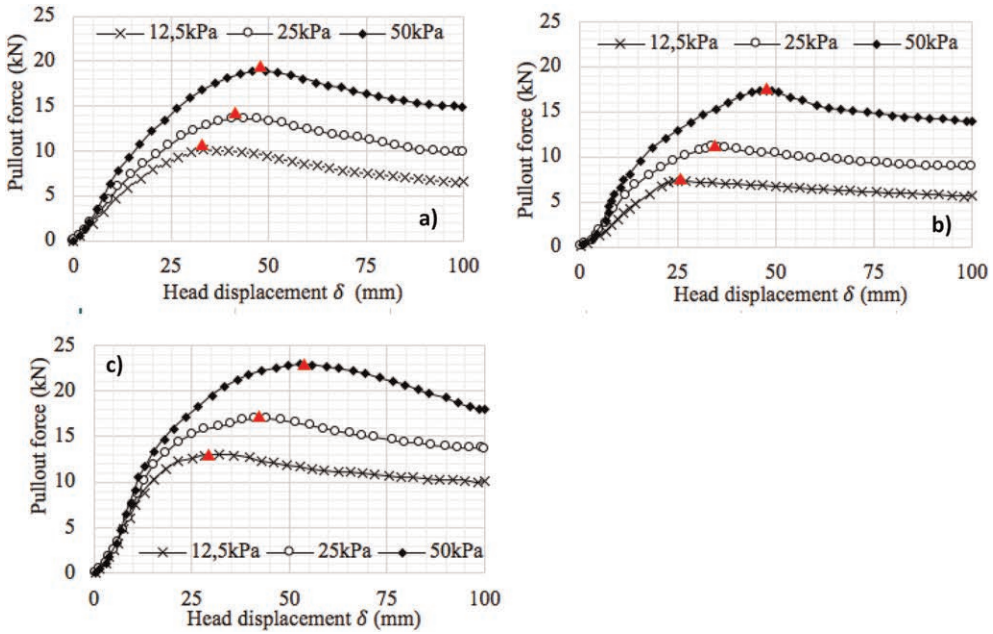 a)
12,5kPa 25kPa 50kPa
Pullout force (kN)
25
20
15
10
5
0
0 25 50 75 100
Head displacement δ (mm)
b)
12,5kPa 25kPa 50kPa
Pullout force (kN)
25
20
15
10
5
0
0 25 50 75 100
Head displacement δ (mm)
c)
12,5kPa 25kPa 50kPa
Pullout force (kN)
25
20
15
10
5
0
0 25 50 75 100
Head displacement δ (mm)